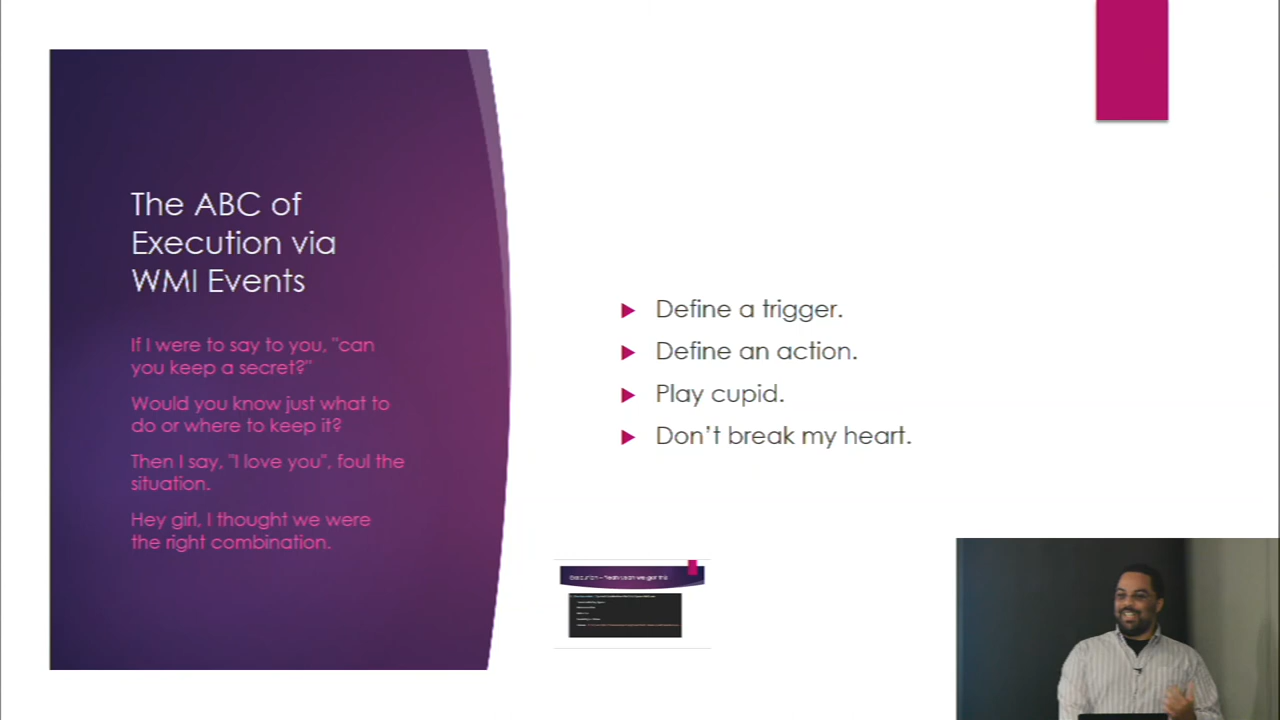 The ABC of
Execution via
WMI Events
If I were to say to you, "can
you keep a secret?"
Would you know just what to
do or where to keep it?
Then I say, "I love you", foul the
situation.
Hey girl, I thought we were
the right combination.
Define a trigger.
Define an action.
Play cupid.
Don't break my heart.